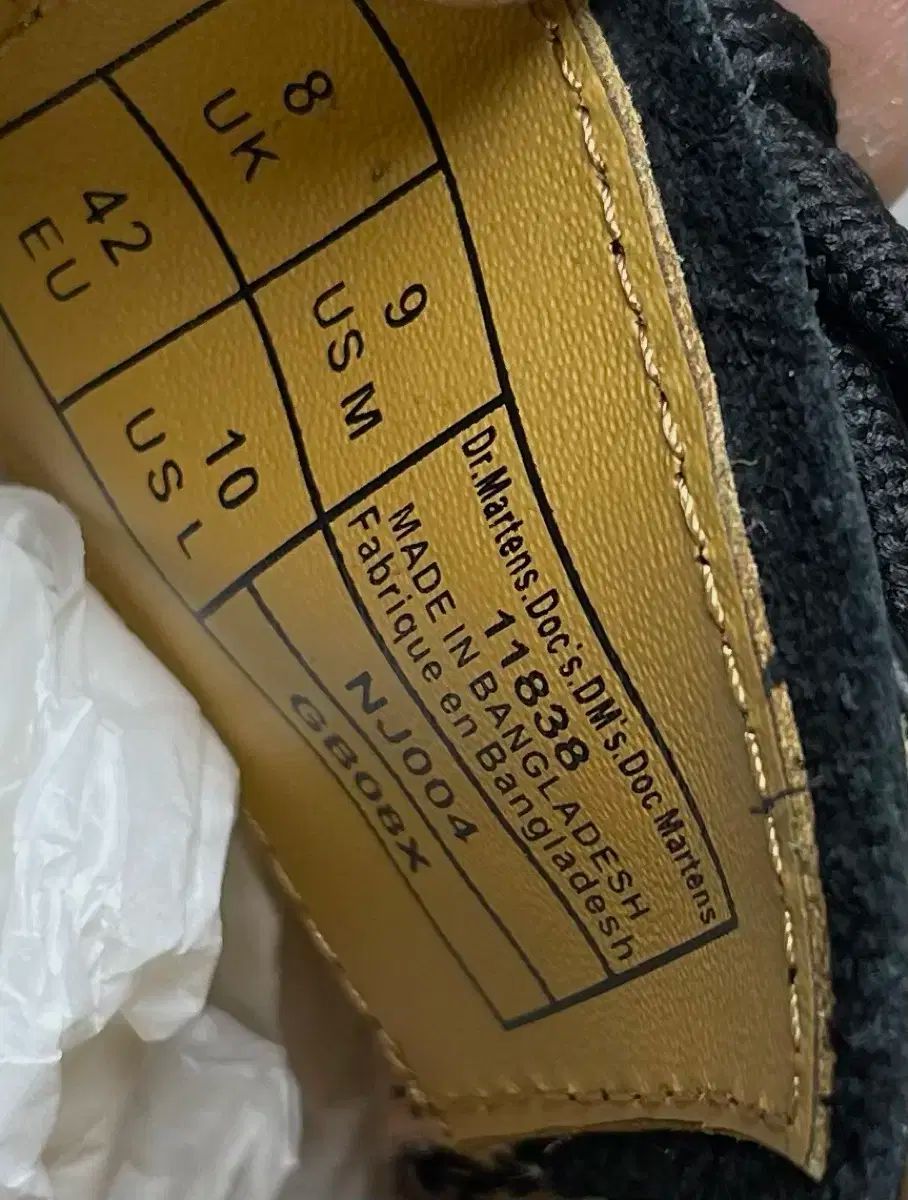 8
UK
42
EU
9
US M
10
US L
Dr.Martens.Doc's.DM's.Doc Martens
11838
MADE IN BANGLADESH
Fabrique en Bangladesh
NJ004
GB08X